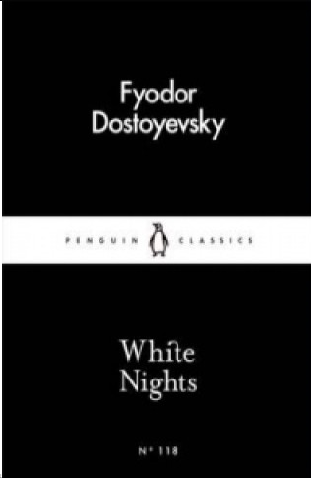 Fyodor
Dostoyevsky
PENGUIN CLASSICS
White
Nights
Nº 118